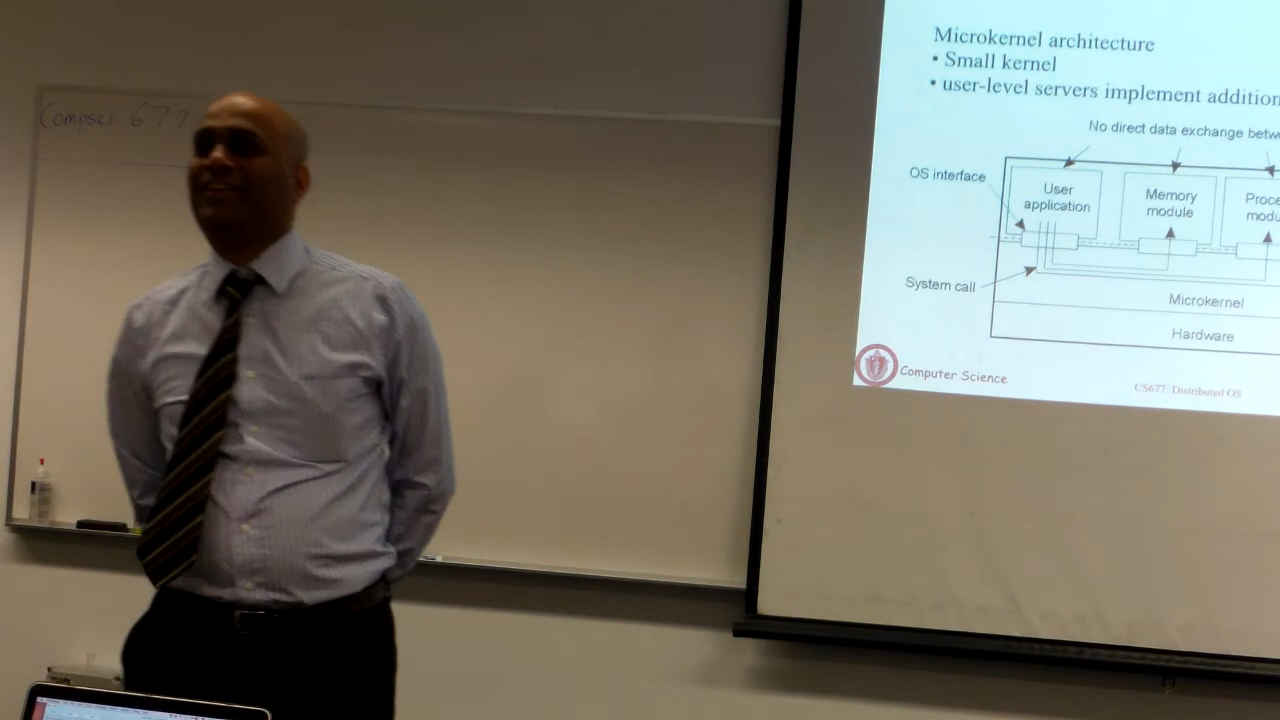 Compsci 677
Microkernel architecture
• Small kernel
• user-level servers implement addition
No direct data exchange betw
OS interface
User
application
Memory
module
Proce
modu
System call
Microkernel
Hardware
Computer Science
CS677: Distributed OS